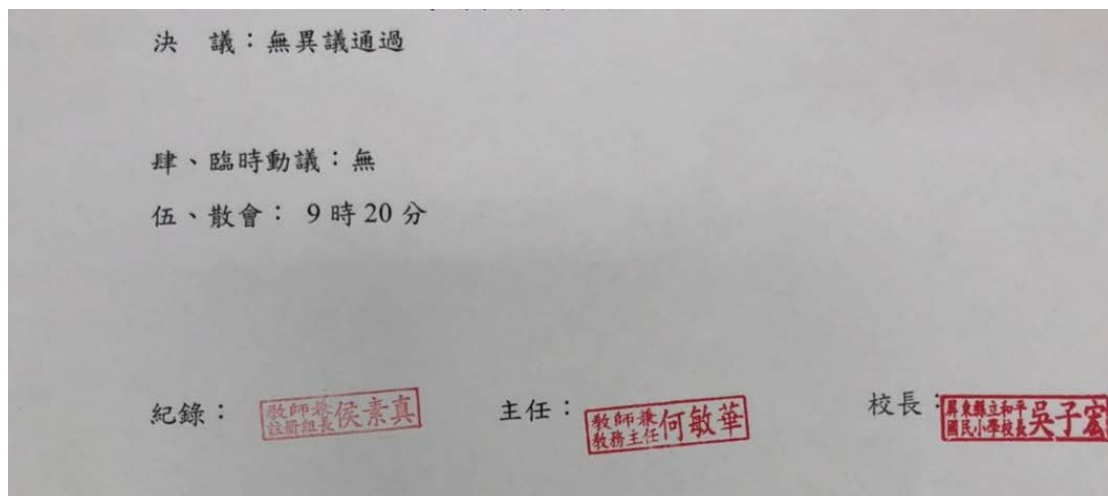 決　議：無異議通過
肆、臨時動議：無
伍、散會： 9 時 20 分
紀錄： 教師兼註冊組長 侯素真 主任： 教師兼教務主任 何敏華 校長： 屏東縣立和平國民小學校長 吳子宏